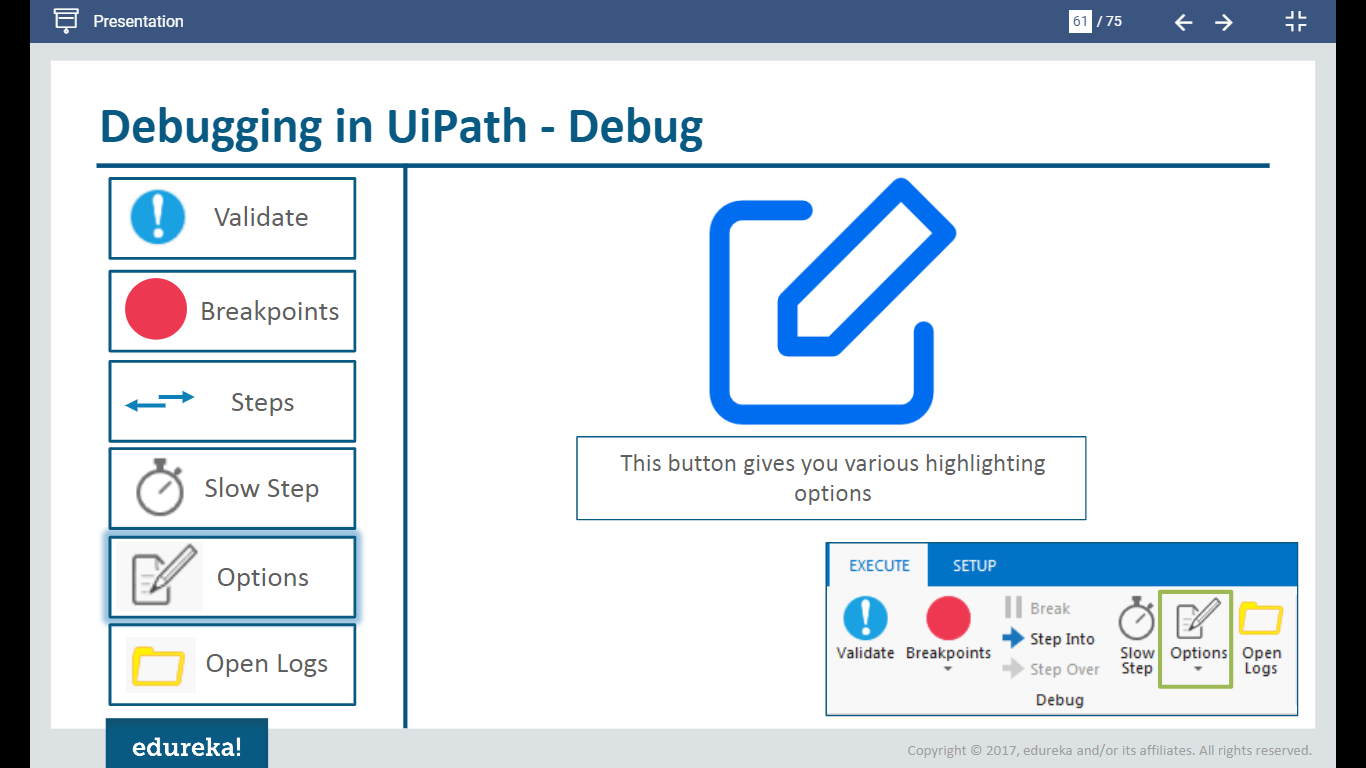 Presentation
61 / 75
Debugging in UiPath - Debug
Validate
Breakpoints
Steps
Slow Step
Options
Open Logs
This button gives you various highlighting
options
EXECUTE SETUP
Validate
Breakpoints
Break
Step Into
Step Over
Slow
Step
Options
Open
Logs
Debug
edureka!
Copyright © 2017, edureka and/or its affiliates. All rights reserved.